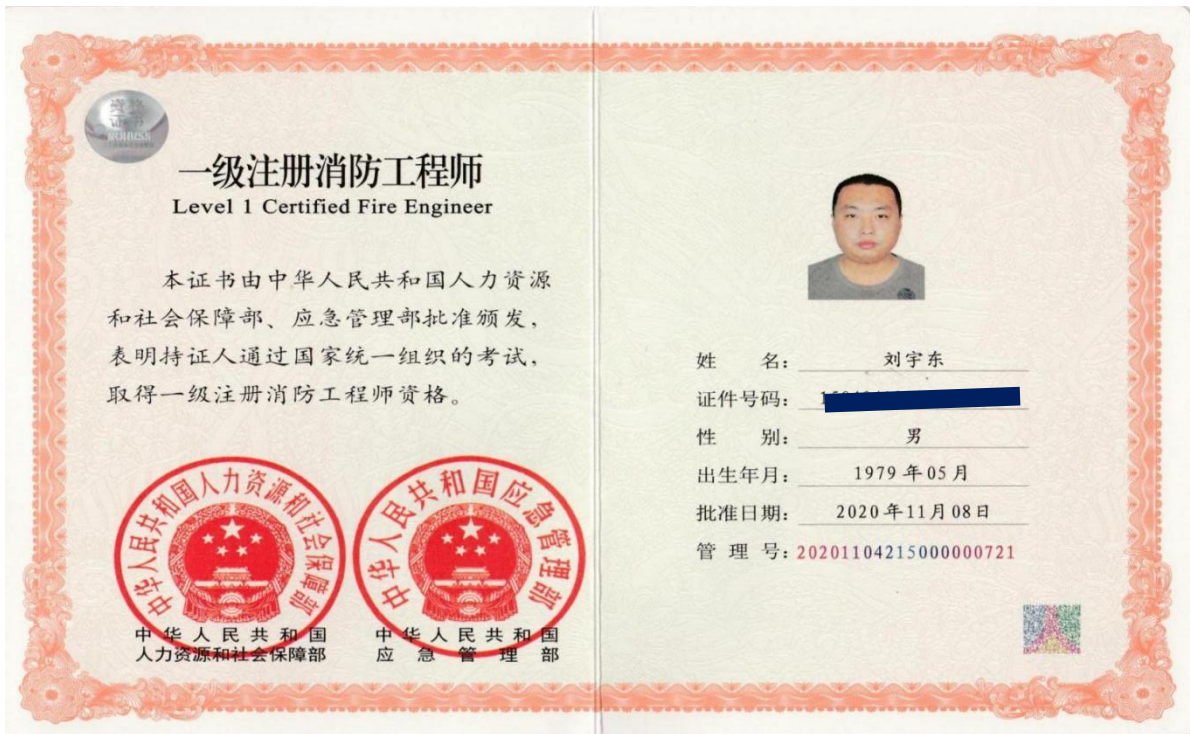 一级注册消防工程师
Level 1 Certified Fire Engineer
本证书由中华人民共和国人力资源
和社会保障部、应急管理部批准颁发，
表明持证人通过国家统一组织的考试，
取得一级注册消防工程师资格。
中华人民共和国人力资源和社会保障部
中华人民共和国应急管理部
中华人民共和国
人力资源和社会保障部
中华人民共和国
应急管理部
姓 名： 刘宇东
证件号码：
性 别： 男
出生年月： 1979年05月
批准日期： 2020年11月08日
管 理 号：20201104215000000721